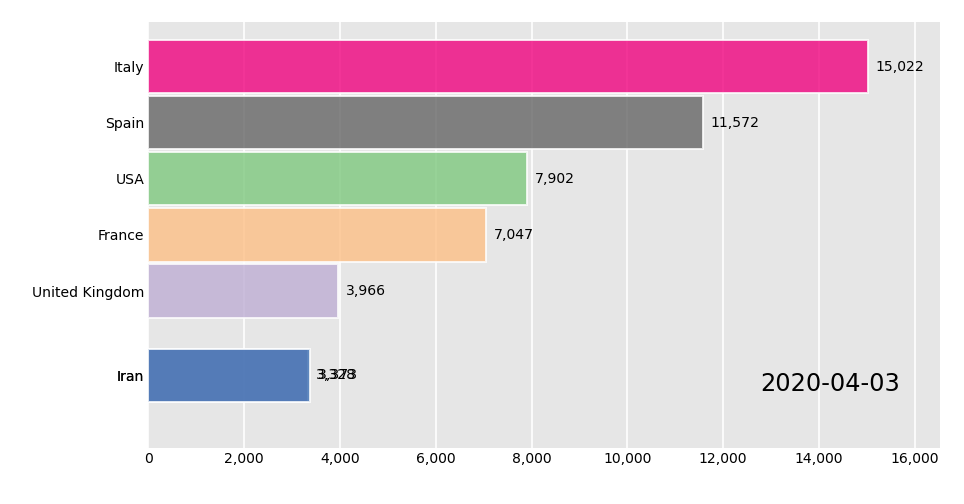 Italy 15,022
Spain 11,572
USA 7,902
France 7,047
United Kingdom 3,966
Iran
2020-04-03
0 2,000 4,000 6,000 8,000 10,000 12,000 14,000 16,000